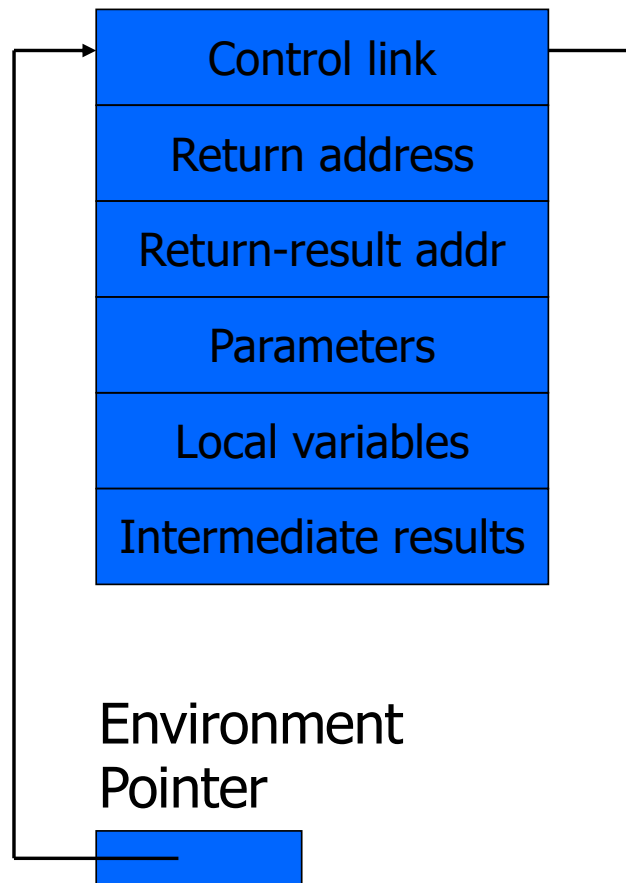 Control link
Return address
Return-result addr
Parameters
Local variables
Intermediate results
Environment
Pointer